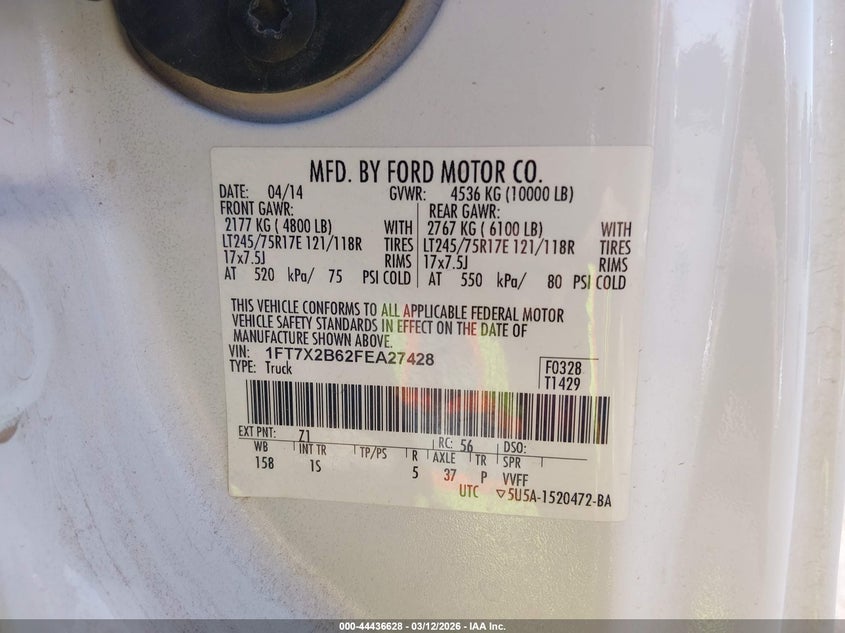 MFD. BY FORD MOTOR CO.
DATE: 04/14 GVWR: 4536 KG (10000 LB)
FRONT GAWR: REAR GAWR:
2177 KG ( 4800 LB) WITH 2767 KG ( 6100 LB) WITH
LT245/75R17E 121/118R TIRES LT245/75R17E 121/118R TIRES
17x7.5J RIMS 17x7.5J RIMS
AT 520 kPa/ 75 PSI COLD AT 550 kPa/ 80 PSI COLD
THIS VEHICLE CONFORMS TO ALL APPLICABLE FEDERAL MOTOR
VEHICLE SAFETY STANDARDS IN EFFECT ON THE DATE OF
MANUFACTURE SHOWN ABOVE.
VIN: 1FT7X2B62FEA27428
TYPE: Truck
F0328
T1429
EXT PNT: Z1 RC: 56 DSO:
WB INT TR TP/PS R AXLE TR SPR
158 1S 5 37 P VVFF
UTC ▽5U5A-1520472-BA
000-44436628 - 03/12/2026 - IAA Inc.